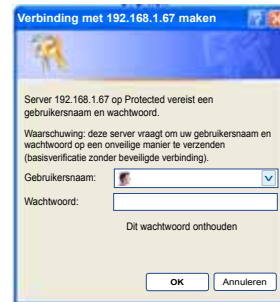 Verbinding met 192.168.1.67 maken
Server 192.168.1.67 op Protected vereist een
gebruikersnaam en wachtwoord.
Waarschuwing: deze server vraagt om uw gebruikersnaam en
wachtwoord op een onveilige manier te verzenden
(basisverificatie zonder beveiligde verbinding).
Gebruikersnaam:
Wachtwoord:
Dit wachtwoord onthouden
OK Annuleren